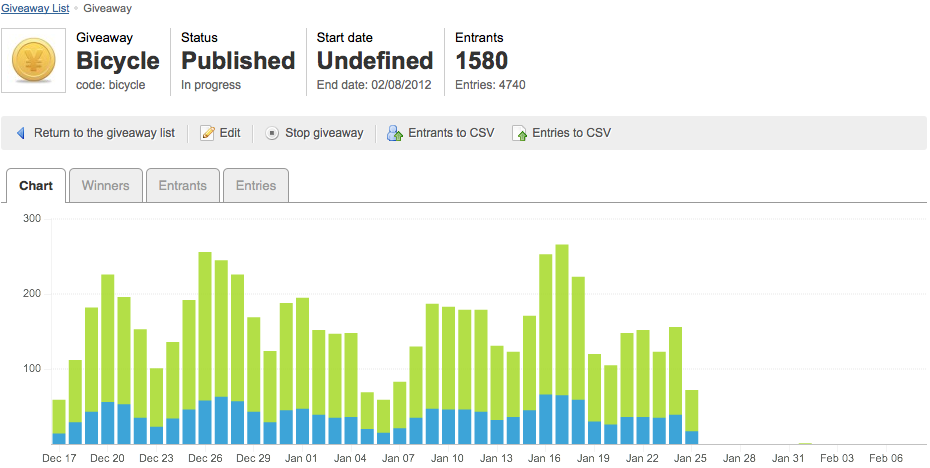 Giveaway List • Giveaway
Giveaway
Bicycle
code: bicycle
Status
Published
In progress
Start date
Undefined
End date: 02/08/2012
Entrants
1580
Entries: 4740
Return to the giveaway list
Edit
Stop giveaway
Entrants to CSV
Entries to CSV
Chart
Winners
Entrants
Entries
300
200
100
Dec 17 Dec 20 Dec 23 Dec 26 Dec 29 Jan 01 Jan 04 Jan 07 Jan 10 Jan 13 Jan 16 Jan 19 Jan 22 Jan 25 Jan 28 Jan 31 Feb 03 Feb 06